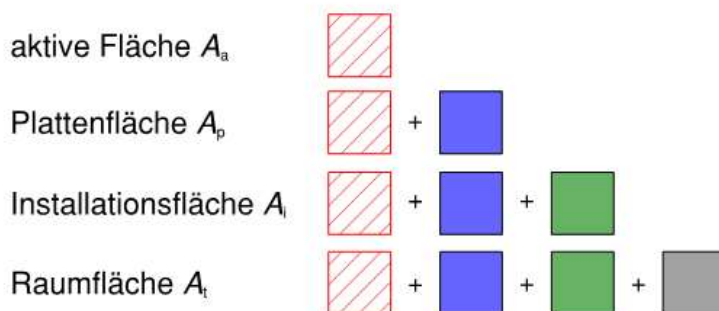 aktive Fläche Aa
Plattenfläche Ap +
Installationsfläche Ai + +
Raumfläche At + + +